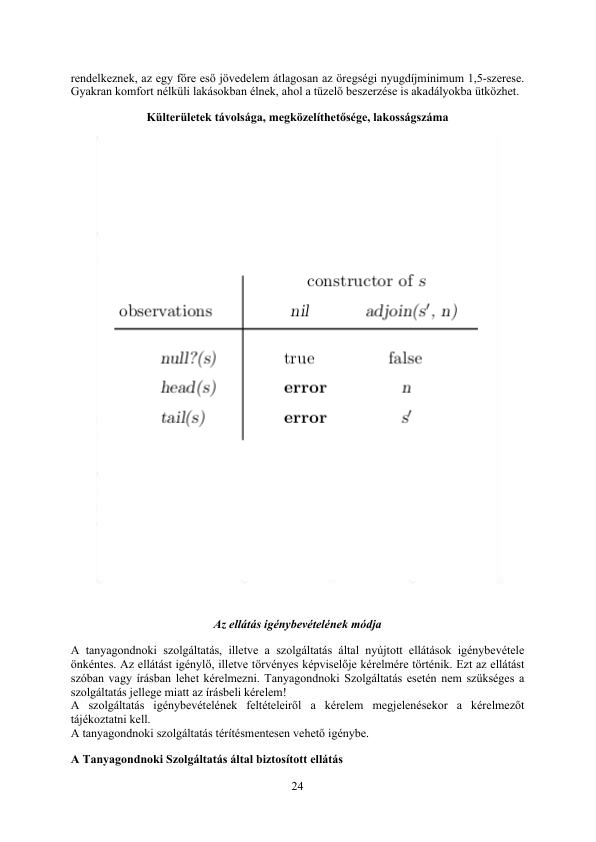 rendelkeznek, az egy főre eső jövedelem átlagosan az öregségi nyugdíjminimum 1,5-szerese.
Gyakran komfort nélküli lakásokban élnek, ahol a tüzelő beszerzése is akadályokba ütközhet.
Külterületek távolsága, megközelíthetősége, lakosságszáma
constructor of s
observations nil adjoin(s′, n)
null?(s) true false
head(s) error n
tail(s) error s′
Az ellátás igénybevételének módja
A tanyagondnoki szolgáltatás, illetve a szolgáltatás által nyújtott ellátások igénybevétele
önkéntes. Az ellátást igénylő, illetve törvényes képviselője kérelmére történik. Ezt az ellátást
szóban vagy írásban lehet kérelmezni. Tanyagondnoki Szolgáltatás esetén nem szükséges a
szolgáltatás jellege miatt az írásbeli kérelem!
A szolgáltatás igénybevételének feltételeiről a kérelem megjelenésekor a kérelmezőt
tájékoztatni kell.
A tanyagondnoki szolgáltatás térítésmentesen vehető igénybe.
A Tanyagondnoki Szolgáltatás által biztosított ellátás
24